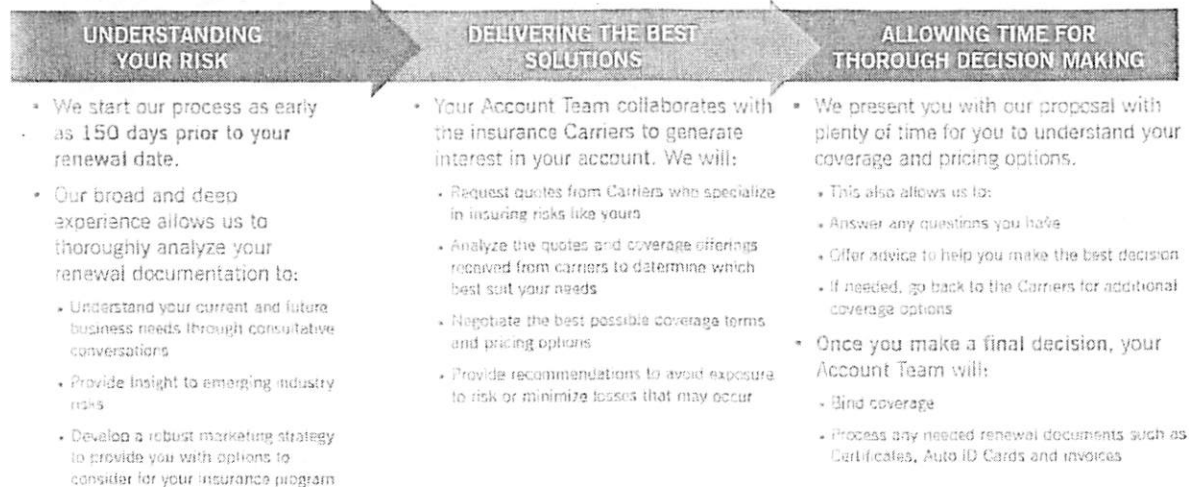 UNDERSTANDING
YOUR RISK
• We start our process as early
as 150 days prior to your
renewal date.
• Our broad and deep
experience allows us to
thoroughly analyze your
renewal documentation to:
• Understand your current and future
business needs through consultative
conversations
• Provide Insight to emerging industry
risks
• Develop a robust marketing strategy
to provide you with options to
consider for your insurance program
DELIVERING THE BEST
SOLUTIONS
• Your Account Team collaborates with
the insurance Carriers to generate
interest in your account. We will:
• Request quotes from Carriers who specialize
in insuring risks like yours
• Analyze the quotes and coverage offerings
received from carriers to determine which
best suit your needs
• Negotiate the best possible coverage terms
and pricing options
• Provide recommendations to avoid exposure
to risk or minimize losses that may occur
ALLOWING TIME FOR
THOROUGH DECISION MAKING
• We present you with our proposal with
plenty of time for you to understand your
coverage and pricing options.
• This also allows us to:
• Answer any questions you have
• Offer advice to help you make the best decision
• If needed, go back to the Carriers for additional
coverage options
• Once you make a final decision, your
Account Team will:
• Bind coverage
• Process any needed renewal documents such as
Certificates, Auto ID Cards and invoices